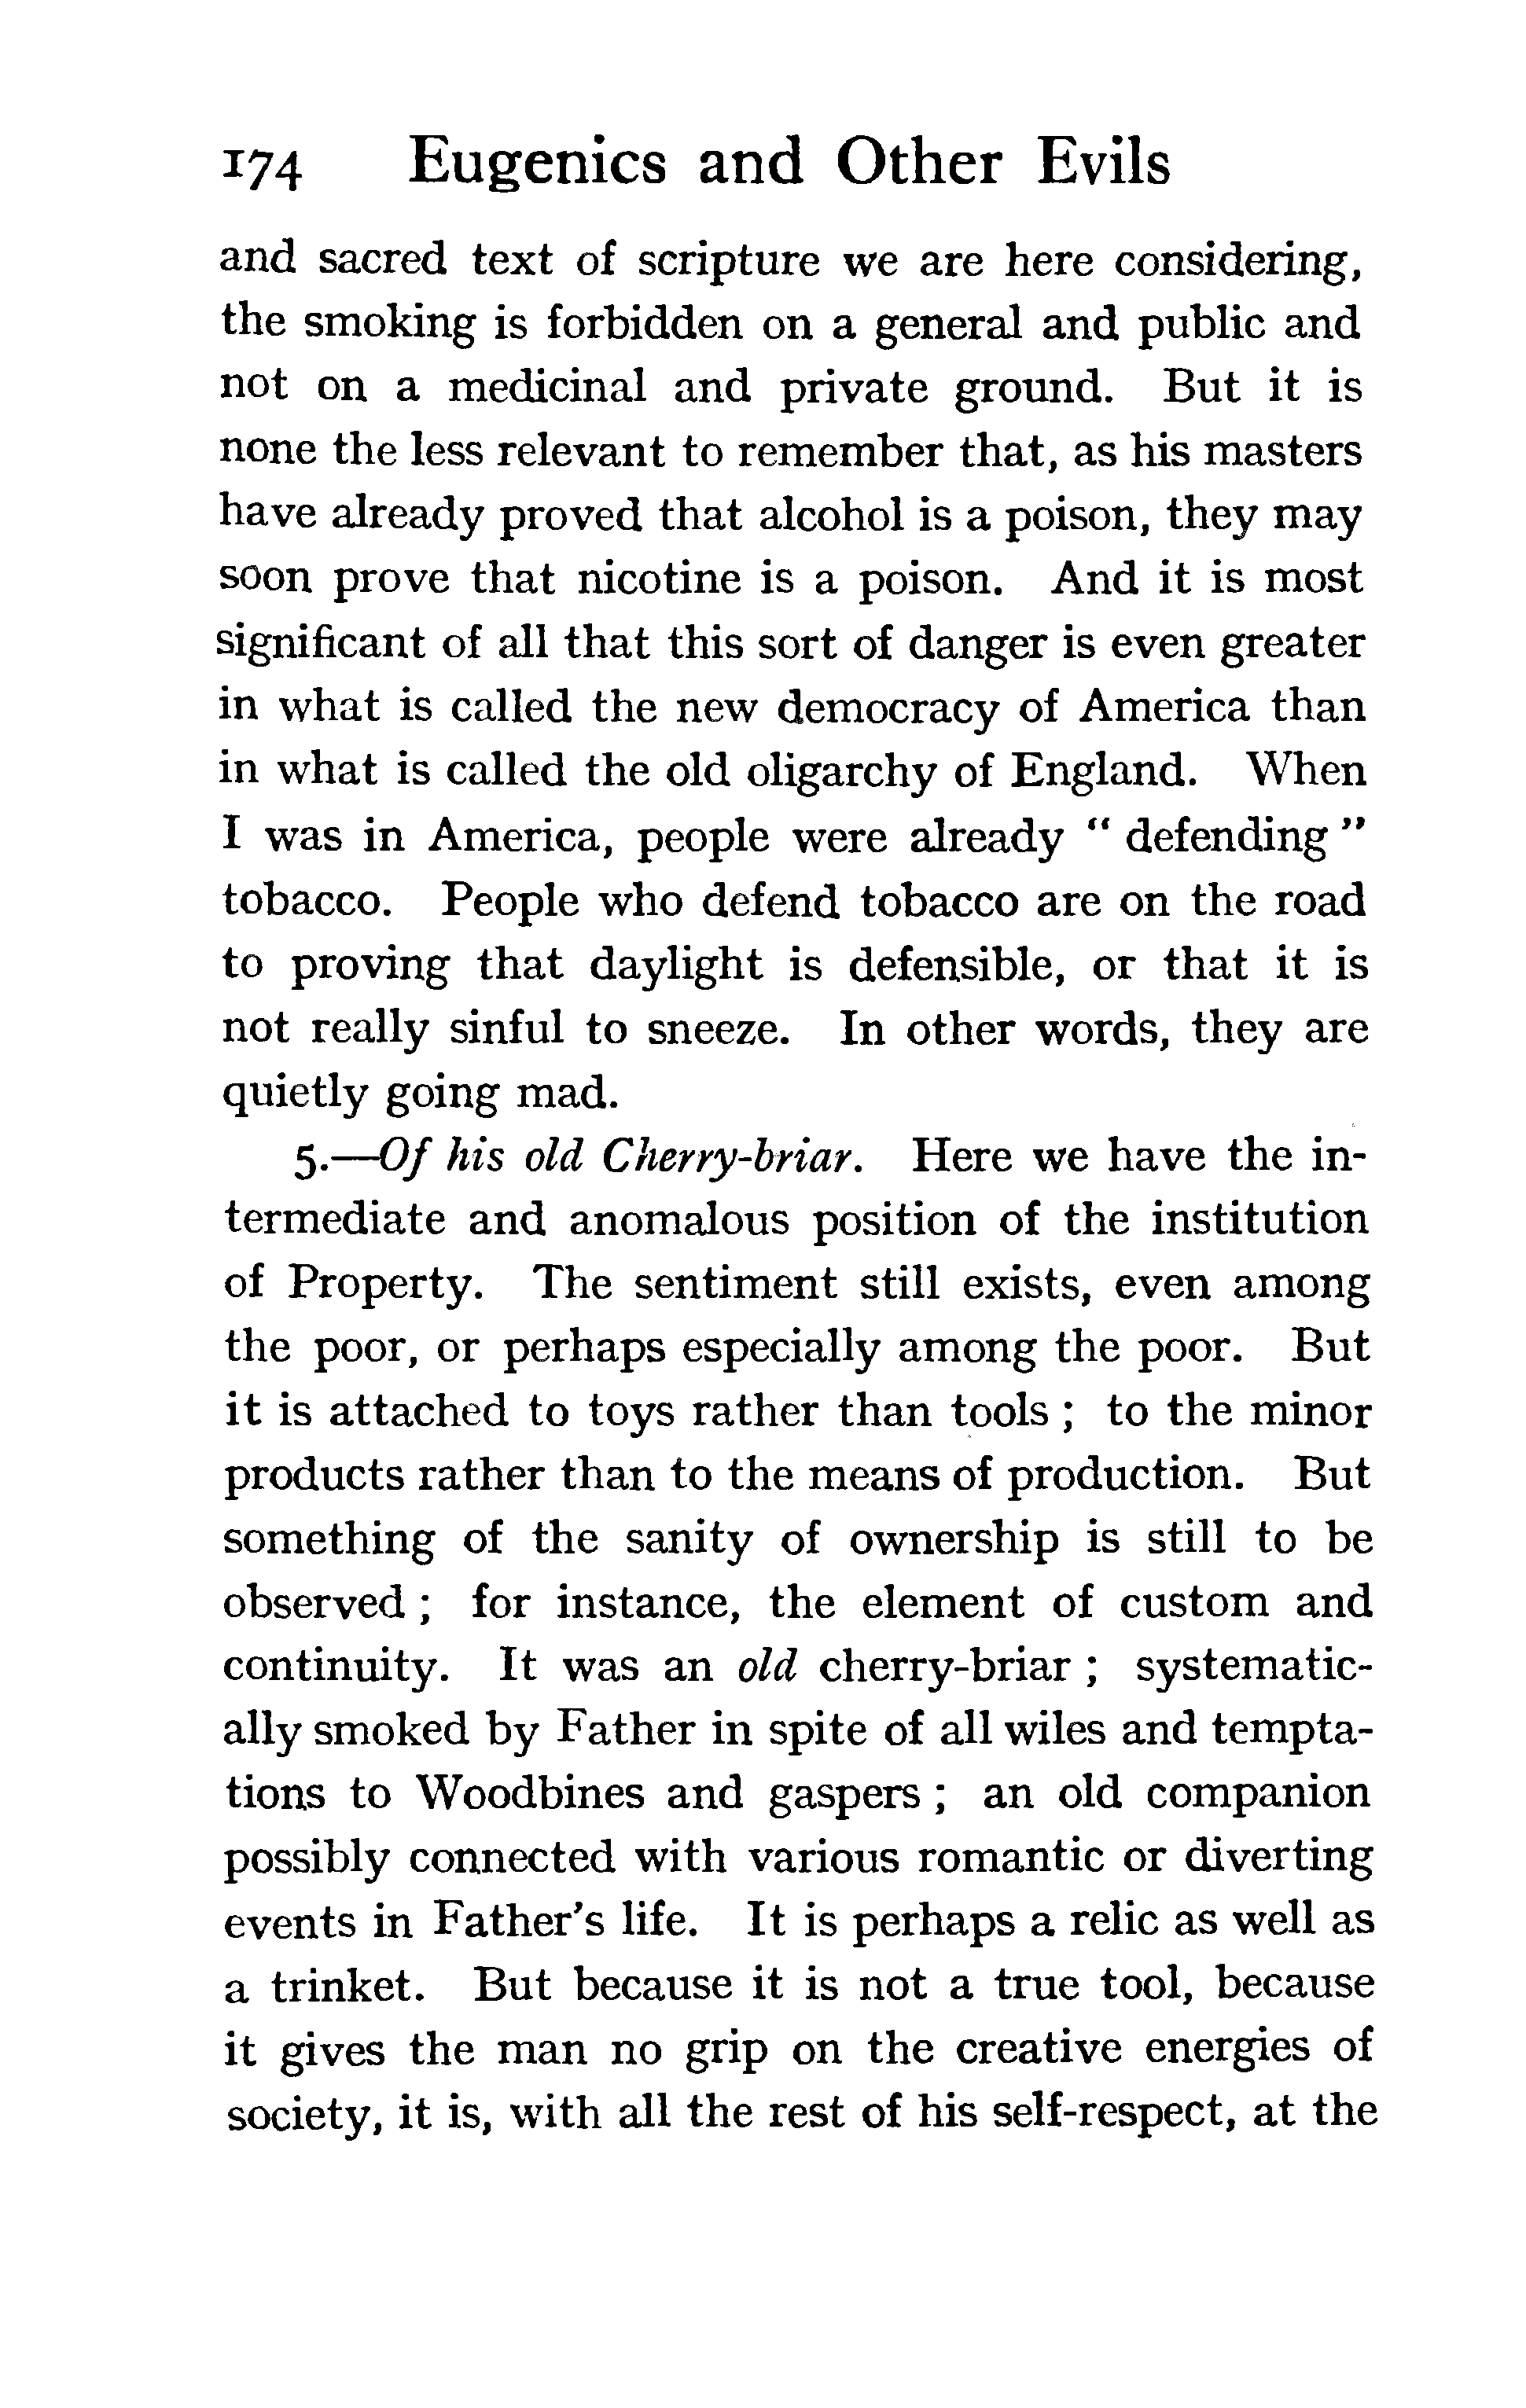 174 Eugenics and Other Evils
and sacred text of scripture we are here considering,
the smoking is forbidden on a general and public and
not on a medicinal and private ground. But it is
none the less relevant to remember that, as his masters
have already proved that alcohol is a poison, they may
soon prove that nicotine is a poison. And it is most
significant of all that this sort of danger is even greater
in what is called the new democracy of America than
in what is called the old oligarchy of England. When
I was in America, people were already “ defending ”
tobacco. People who defend tobacco are on the road
to proving that daylight is defensible, or that it is
not really sinful to sneeze. In other words, they are
quietly going mad.
5.—Of his old Cherry-briar. Here we have the in-
termediate and anomalous position of the institution
of Property. The sentiment still exists, even among
the poor, or perhaps especially among the poor. But
it is attached to toys rather than tools ; to the minor
products rather than to the means of production. But
something of the sanity of ownership is still to be
observed ; for instance, the element of custom and
continuity. It was an old cherry-briar ; systematic-
ally smoked by Father in spite of all wiles and tempta-
tions to Woodbines and gaspers ; an old companion
possibly connected with various romantic or diverting
events in Father's life. It is perhaps a relic as well as
a trinket. But because it is not a true tool, because
it gives the man no grip on the creative energies of
society, it is, with all the rest of his self-respect, at the